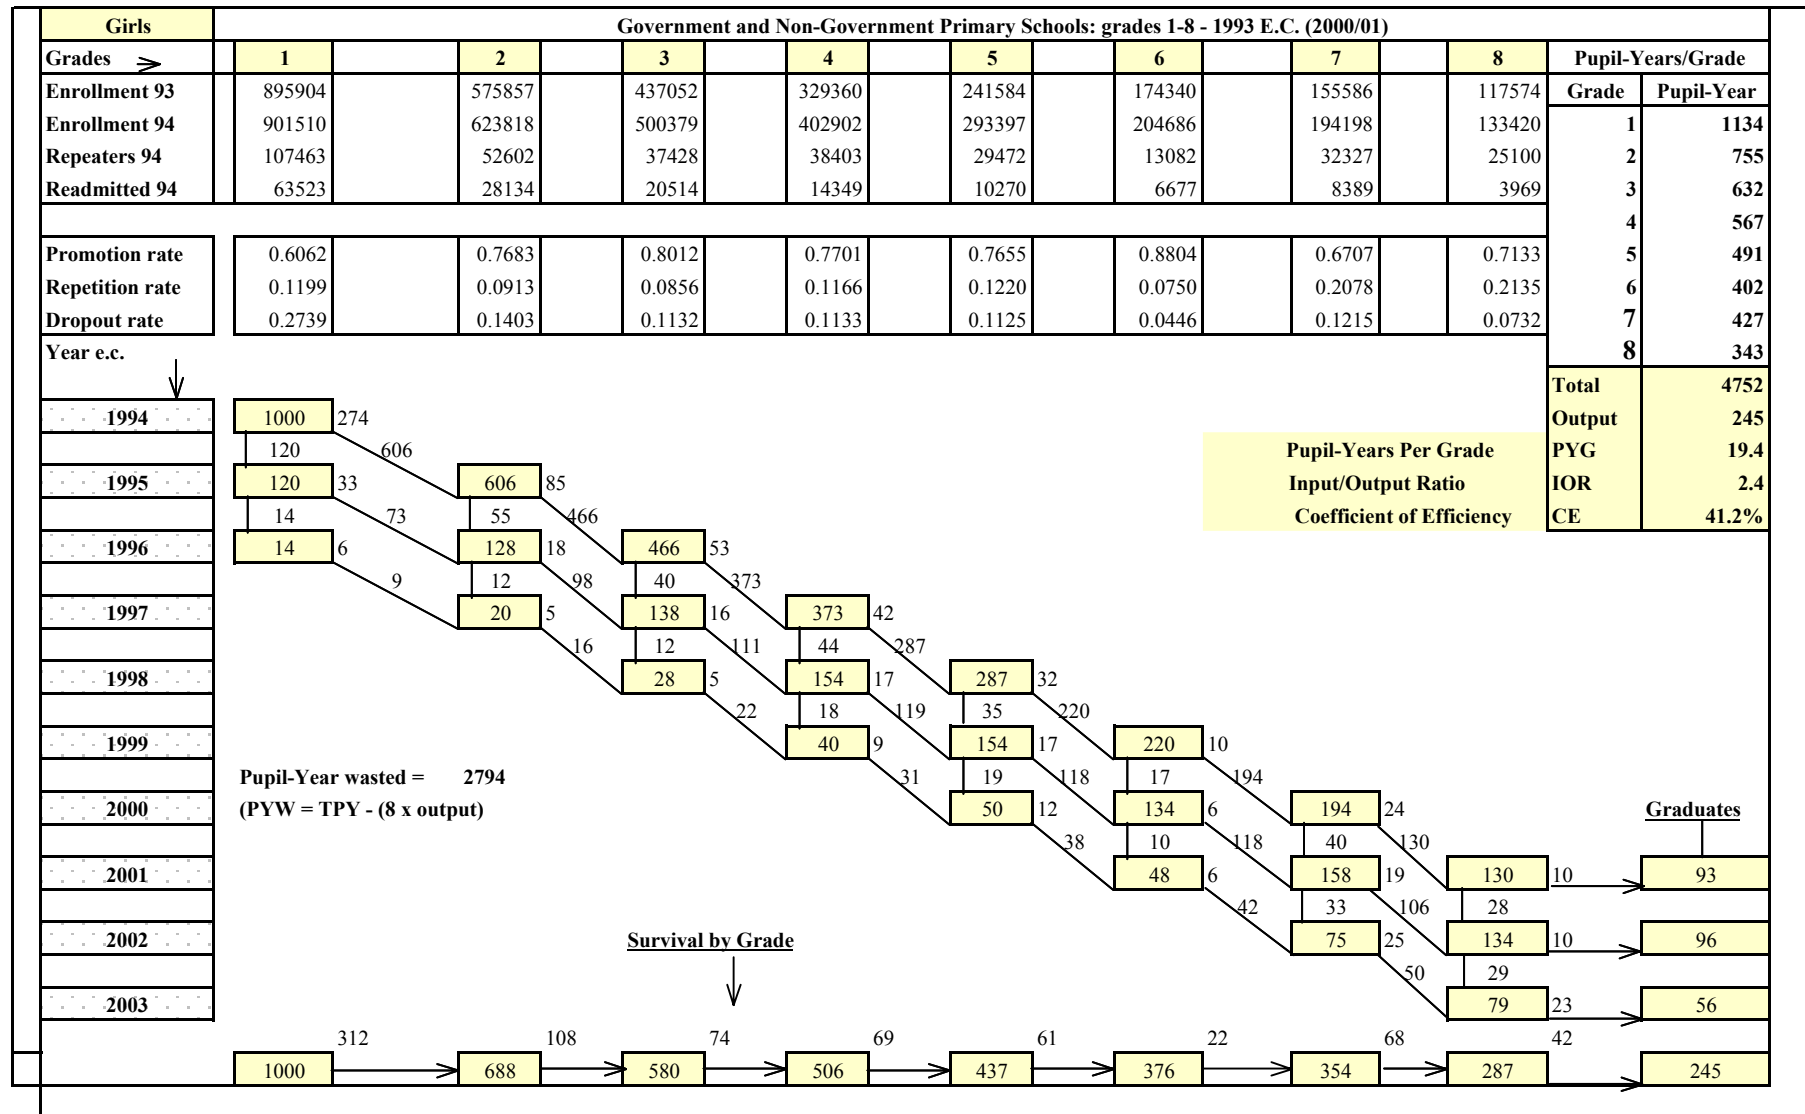 Girls Government and Non-Government Primary Schools: grades 1-8 - 1993 E.C. (2000/01)
Grades 1 2 3 4 5 6 7 8 Pupil-Years/Grade
Enrollment 93 895904 575857 437052 329360 241584 174340 155586 117574 Grade Pupil-Year
Enrollment 94 901510 623818 500379 402902 293397 204686 194198 133420 1 1134
Repeaters 94 107463 52602 37428 38403 29472 13082 32327 25100 2 755
Readmitted 94 63523 28134 20514 14349 10270 6677 8389 3969 3 632
4 567
Promotion rate 0.6062 0.7683 0.8012 0.7701 0.7655 0.8804 0.6707 0.7133 5 491
Repetition rate 0.1199 0.0913 0.0856 0.1166 0.1220 0.0750 0.2078 0.2135 6 402
Dropout rate 0.2739 0.1403 0.1132 0.1133 0.1125 0.0446 0.1215 0.0732 7 427
Year e.c. 8 343
Total 4752
1994 1000 274 Output 245
120 606 Pupil-Years Per Grade PYG 19.4
1995 120 33 606 85 Input/Output Ratio IOR 2.4
14 73 55 466 Coefficient of Efficiency CE 41.2%
1996 14 6 128 18 466 53
9 12 98 40 373
1997 20 5 138 16 373 42
16 12 111 44 287
1998 28 5 154 17 287 32
22 18 119 35 220
1999 40 9 154 17 220 10
Pupil-Year wasted = 2794 31 19 118 17 194
2000 (PYW = TPY - (8 x output) 50 12 134 6 194 24 Graduates
38 10 118 40 130
2001 48 6 158 19 130 10 93
42 33 106 28
2002 Survival by Grade 75 25 134 10 96
50 29
2003 79 23 56
312 108 74 69 61 22 68 42
1000 688 580 506 437 376 354 287 245